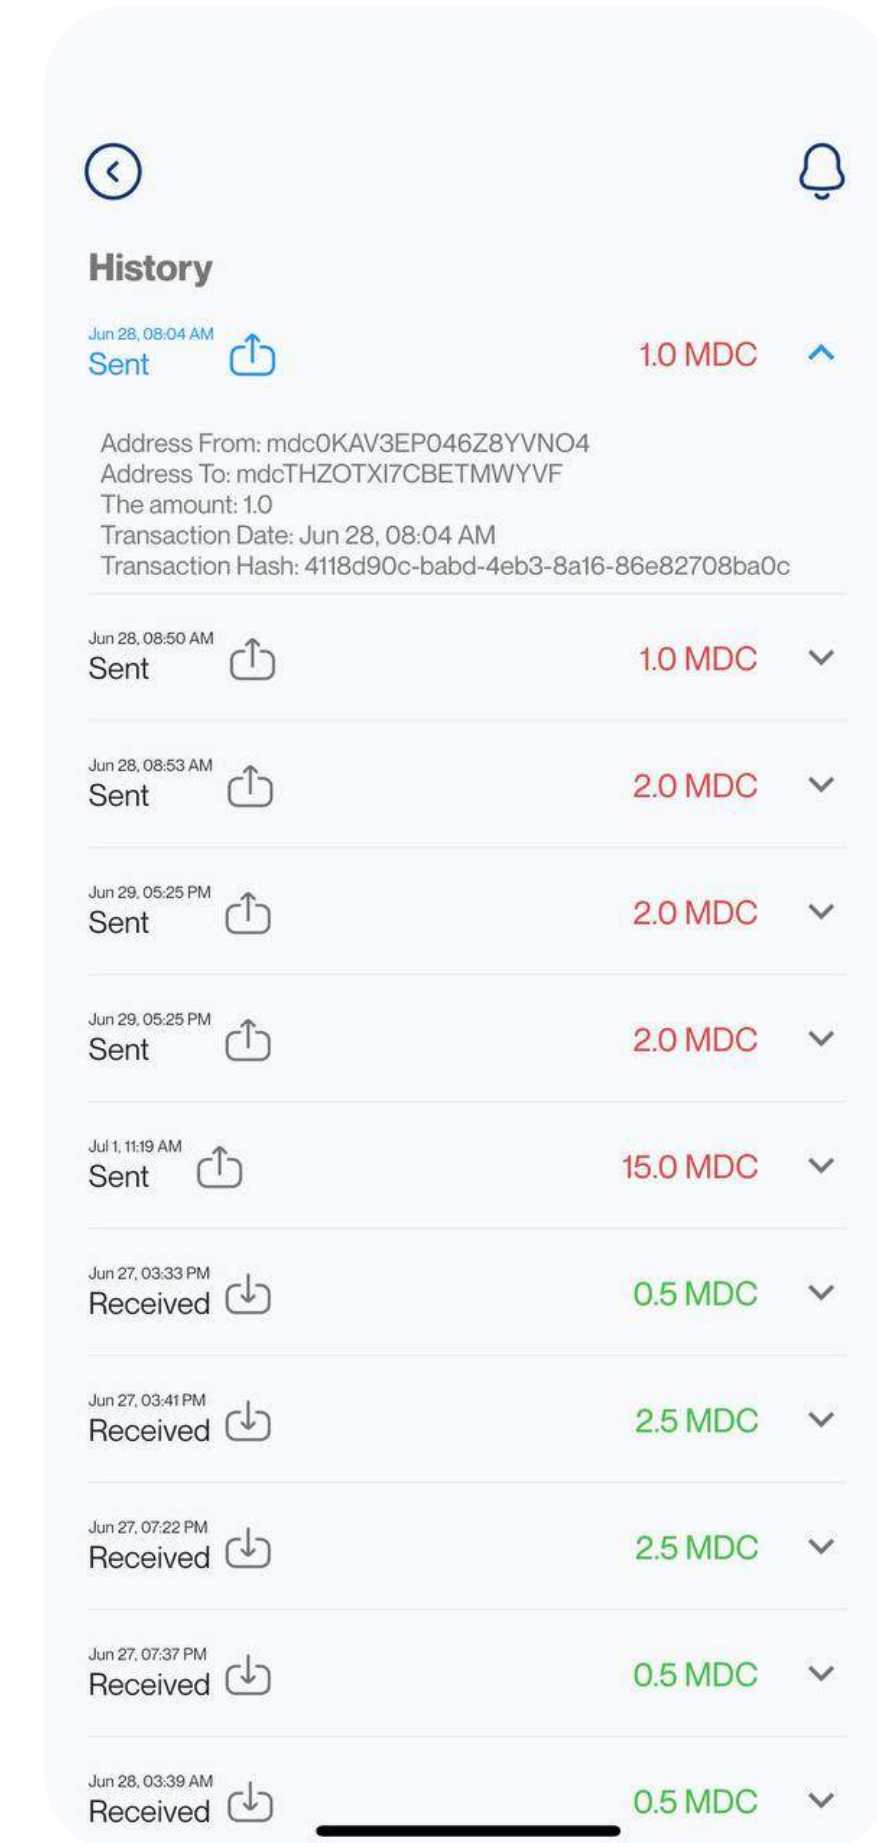 History
Jun 28, 08:04 AM
Sent
1.0 MDC
Address From: mdc0KAV3EP046Z8YVNO4
Address To: mdcTHZOTXI7CBETMWYVF
The amount: 1.0
Transaction Date: Jun 28, 08:04 AM
Transaction Hash: 4118d90c-babd-4eb3-8a16-86e82708ba0c
Jun 28, 08:50 AM
Sent
1.0 MDC
Jun 28, 08:53 AM
Sent
2.0 MDC
Jun 29, 05:25 PM
Sent
2.0 MDC
Jun 29, 05:25 PM
Sent
2.0 MDC
Jul 1, 11:19 AM
Sent
15.0 MDC
Jun 27, 03:33 PM
Received
0.5 MDC
Jun 27, 03:41 PM
Received
2.5 MDC
Jun 27, 07:22 PM
Received
2.5 MDC
Jun 27, 07:37 PM
Received
0.5 MDC
Jun 28, 03:39 AM
Received
0.5 MDC